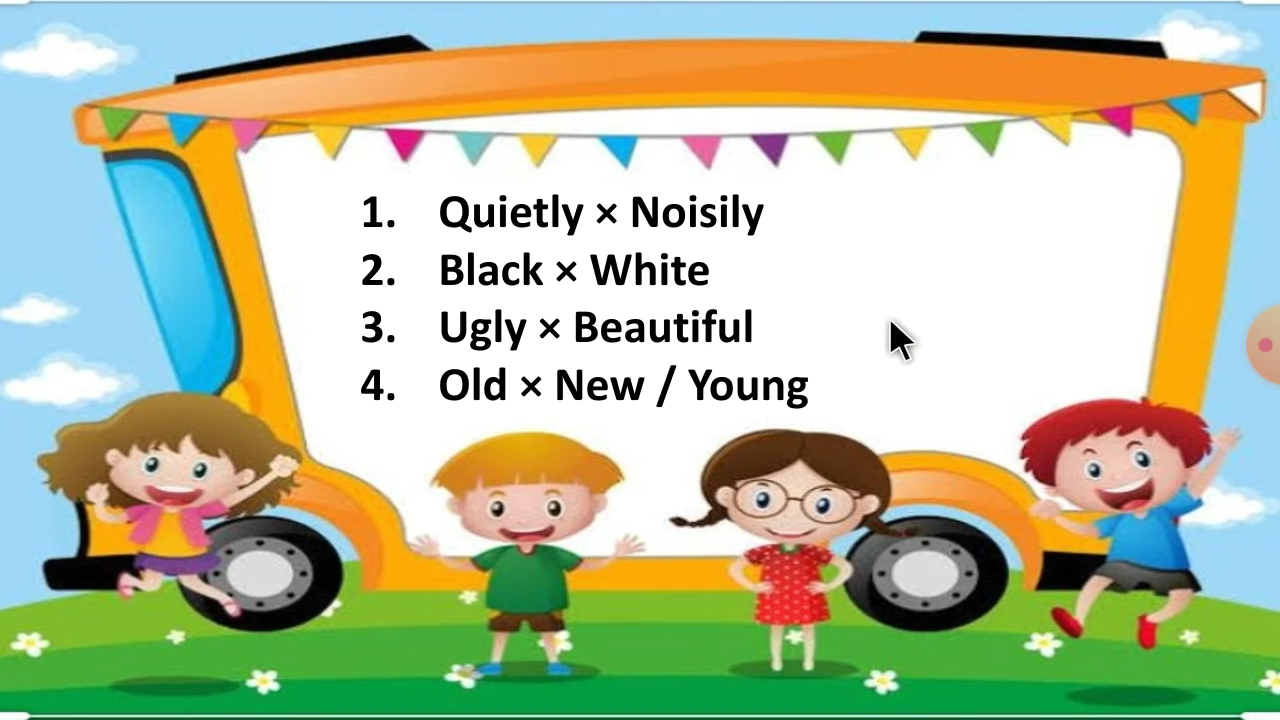 1. Quietly × Noisily
2. Black × White
3. Ugly × Beautiful
4. Old × New / Young